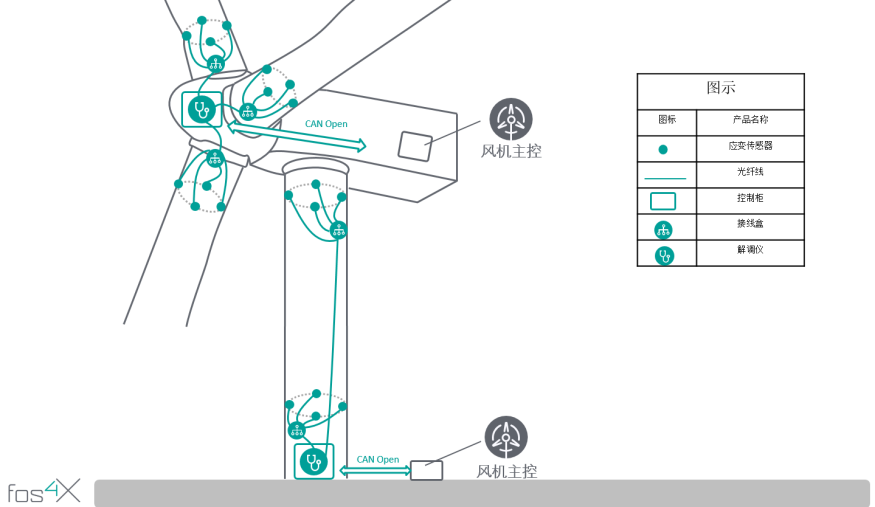 CAN Open
风机主控
图示
图标 产品名称
应变传感器
光纤线
控制柜
接线盒
解调仪
CAN Open
风机主控
fos4X